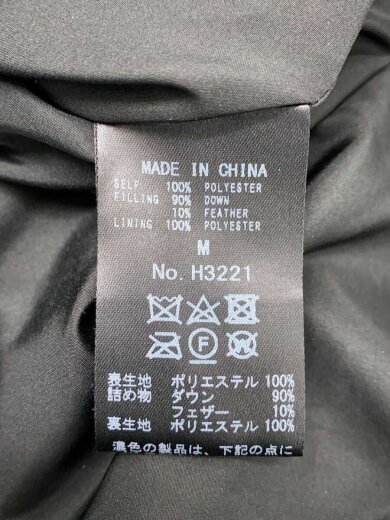 MADE IN CHINA
SELF 100% POLYESTER
FILLING 90% DOWN
10% FEATHER
LINING 100% POLYESTER
M
No. H3221
F W
表生地 ポリエステル 100%
詰め物 ダウン 90%
フェザー 10%
裏生地 ポリエステル 100%
濃色の製品は、下記の点に